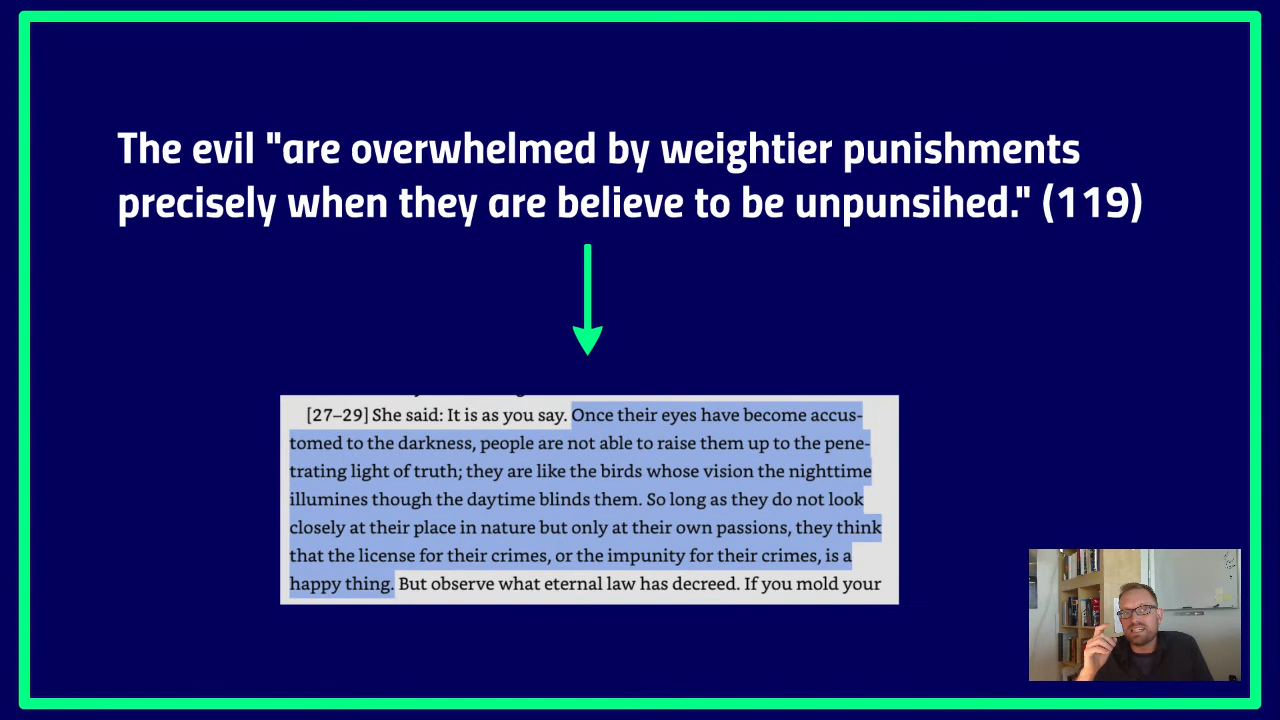 The evil "are overwhelmed by weightier punishments
precisely when they are believe to be unpunsihed." (119)
[27–29] She said: It is as you say. Once their eyes have become accus-
tomed to the darkness, people are not able to raise them up to the pene-
trating light of truth; they are like the birds whose vision the nighttime
illumines though the daytime blinds them. So long as they do not look
closely at their place in nature but only at their own passions, they think
that the license for their crimes, or the impunity for their crimes, is a
happy thing. But observe what eternal law has decreed. If you mold your